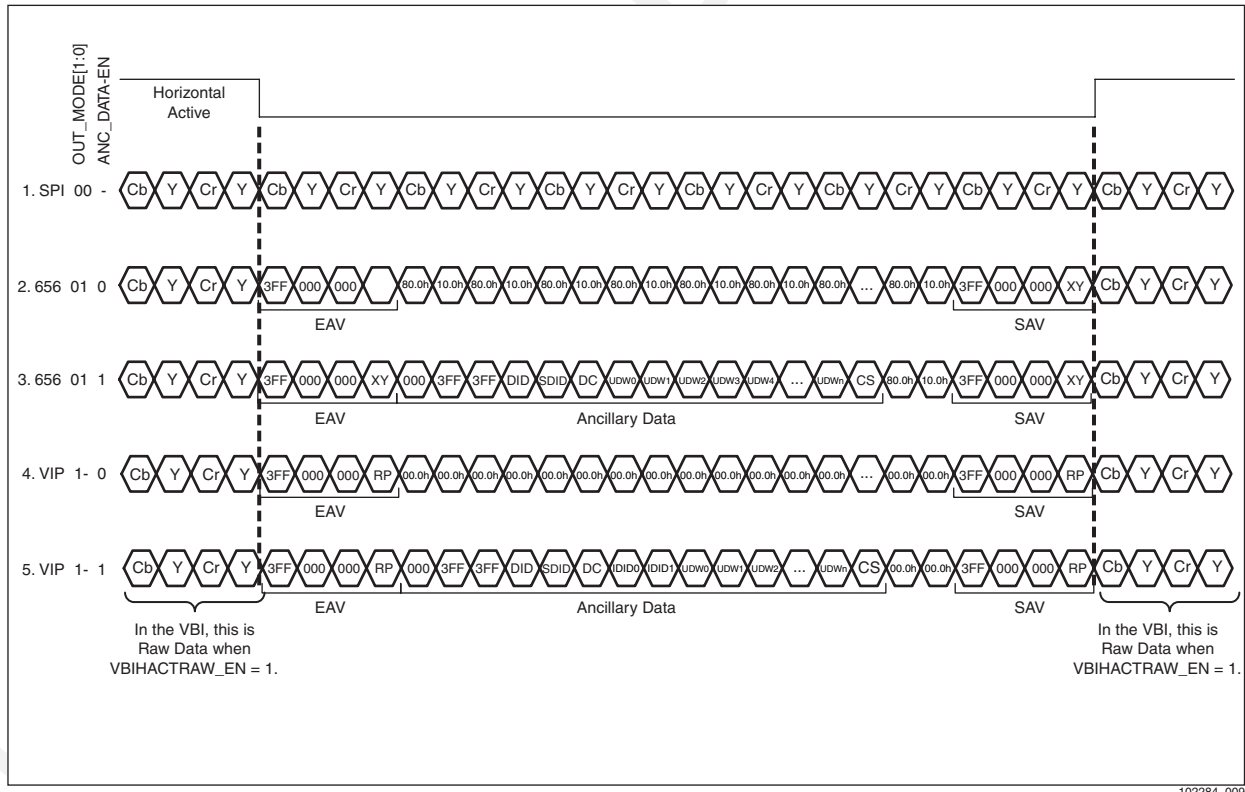 OUT_MODE[1:0]
ANC_DATA-EN
Horizontal
Active
1. SPI 00 - Cb Y Cr Y Cb Y Cr Y Cb Y Cr Y Cb Y Cr Y Cb Y Cr Y Cb Y Cr Y Cb Y Cr Y Cb Y Cr Y
2. 656 01 0 Cb Y Cr Y 3FF 000 000 80.0h 10.0h 80.0h 10.0h 80.0h 10.0h 80.0h 10.0h 80.0h 10.0h 80.0h 10.0h 80.0h ... 80.0h 10.0h 3FF 000 000 XY Cb Y Cr Y
EAV SAV
3. 656 01 1 Cb Y Cr Y 3FF 000 000 XY 000 3FF 3FF DID SDID DC UDW0 UDW1 UDW2 UDW3 UDW4 ... UDWn CS 80.0h 10.0h 3FF 000 000 XY Cb Y Cr Y
EAV Ancillary Data SAV
4. VIP 1- 0 Cb Y Cr Y 3FF 000 000 RP 00.0h 00.0h 00.0h 00.0h 00.0h 00.0h 00.0h 00.0h 00.0h 00.0h 00.0h 00.0h 00.0h ... 00.0h 00.0h 3FF 000 000 RP Cb Y Cr Y
EAV SAV
5. VIP 1- 1 Cb Y Cr Y 3FF 000 000 RP 000 3FF 3FF DID SDID DC IDID0 IDID1 UDW0 UDW1 UDW2 ... UDWn CS 00.0h 00.0h 3FF 000 000 RP Cb Y Cr Y
EAV Ancillary Data SAV
In the VBI, this is
Raw Data when
VBIHACTRAW_EN = 1.
In the VBI, this is
Raw Data when
VBIHACTRAW_EN = 1.
102284_009